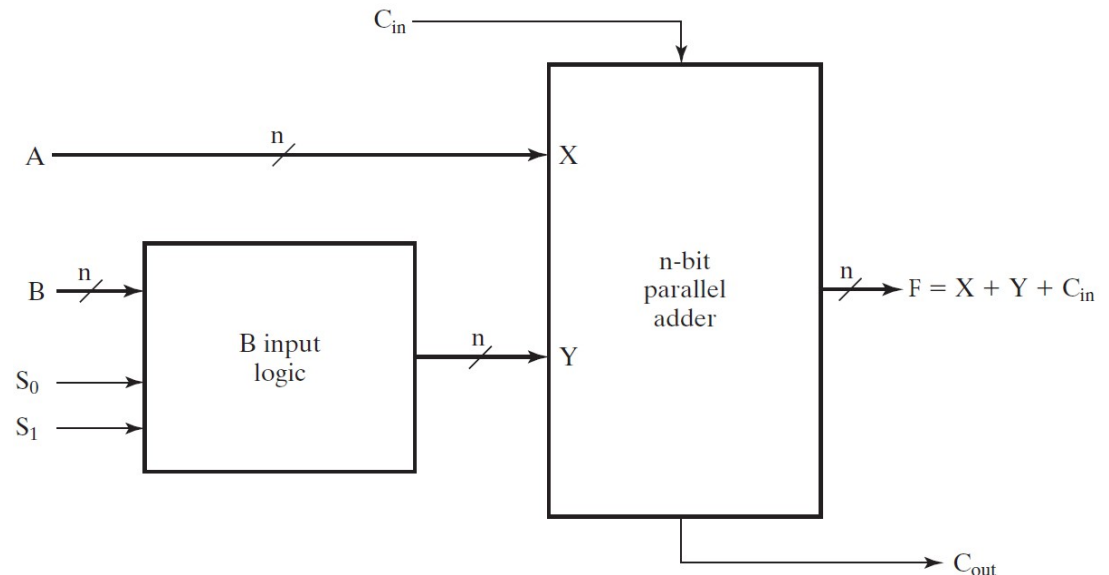 C_in
n
A
X
n
B
S_0
S_1
B input
logic
n
Y
n-bit
parallel
adder
n
F = X + Y + C_in
C_out